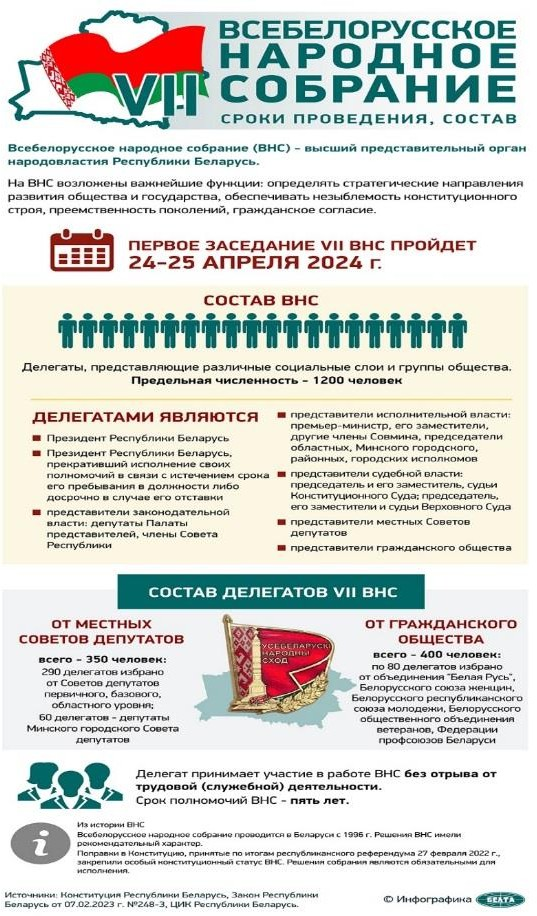 VII
ВСЕБЕЛОРУССКОЕ
НАРОДНОЕ
СОБРАНИЕ
СРОКИ ПРОВЕДЕНИЯ, СОСТАВ
Всебелорусское народное собрание (ВНС) – высший представительный орган
народовластия Республики Беларусь.
На ВНС возложены важнейшие функции: определять стратегические направления
развития общества и государства, обеспечивать незыблемость конституционного
строя, преемственность поколений, гражданское согласие.
ПЕРВОЕ ЗАСЕДАНИЕ VII ВНС ПРОЙДЕТ
24-25 АПРЕЛЯ 2024 г.
СОСТАВ ВНС
Делегаты, представляющие различные социальные слои и группы общества.
Предельная численность – 1200 человек
ДЕЛЕГАТАМИ ЯВЛЯЮТСЯ
Президент Республики Беларусь
Президент Республики Беларусь,
прекративший исполнение своих
полномочий в связи с истечением срока
его пребывания в должности либо
досрочно в случае его отставки
представители законодательной
власти: депутаты Палаты
представителей, члены Совета
Республики
представители исполнительной власти:
премьер-министр, его заместители,
другие члены Совмина, председатели
областных, Минского городского,
районных, городских исполкомов
представители судебной власти:
председатель и его заместитель, судьи
Конституционного Суда; председатель,
его заместители и судьи Верховного Суда
представители местных Советов
депутатов
представители гражданского общества
СОСТАВ ДЕЛЕГАТОВ VII ВНС
ОТ МЕСТНЫХ
СОВЕТОВ ДЕПУТАТОВ
всего – 350 человек:
290 делегатов избрано
от Советов депутатов
первичного, базового,
областного уровня;
60 делегатов – депутаты
Минского городского Совета
депутатов
УСЕБЕЛАРУСКІ
НАРОДНЫ
СХОД
ОТ ГРАЖДАНСКОГО
ОБЩЕСТВА
всего – 400 человек:
по 80 делегатов избрано
от объединения "Белая Русь",
Белорусского союза женщин,
Белорусского республиканского
союза молодежи, Белорусского
общественного объединения
ветеранов, Федерации
профсоюзов Беларуси
Делегат принимает участие в работе ВНС без отрыва от
трудовой (служебной) деятельности.
Срок полномочий ВНС – пять лет.
Из истории ВНС
Всебелорусское народное собрание проводится в Беларуси с 1996 г. Решения ВНС имели
рекомендательный характер.
Поправки в Конституцию, принятые по итогам республиканского референдума 27 февраля 2022 г.,
закрепили особый конституционный статус ВНС. Решения собрания являются обязательными для
исполнения.
Источники: Конституция Республики Беларусь, Закон Республики
Беларусь от 07.02.2023 г. №248-З, ЦИК Республики Беларусь.
© Инфографика БЕЛТА